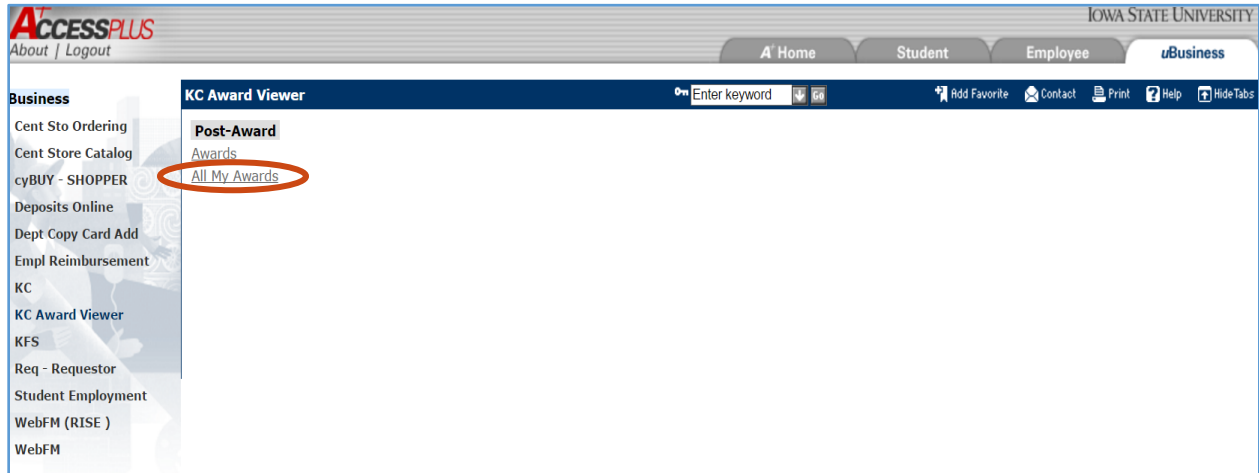 A+ccessPLUS
IOWA STATE UNIVERSITY
About | Logout
A+ Home
Student
Employee
uBusiness
Business
KC Award Viewer
Enter keyword
Go
Add Favorite
Contact
Print
Help
HideTabs
Cent Sto Ordering
Cent Store Catalog
cyBUY - SHOPPER
Deposits Online
Dept Copy Card Add
Empl Reimbursement
KC
KC Award Viewer
KFS
Req - Requestor
Student Employment
WebFM (RISE )
WebFM
Post-Award
Awards
All My Awards